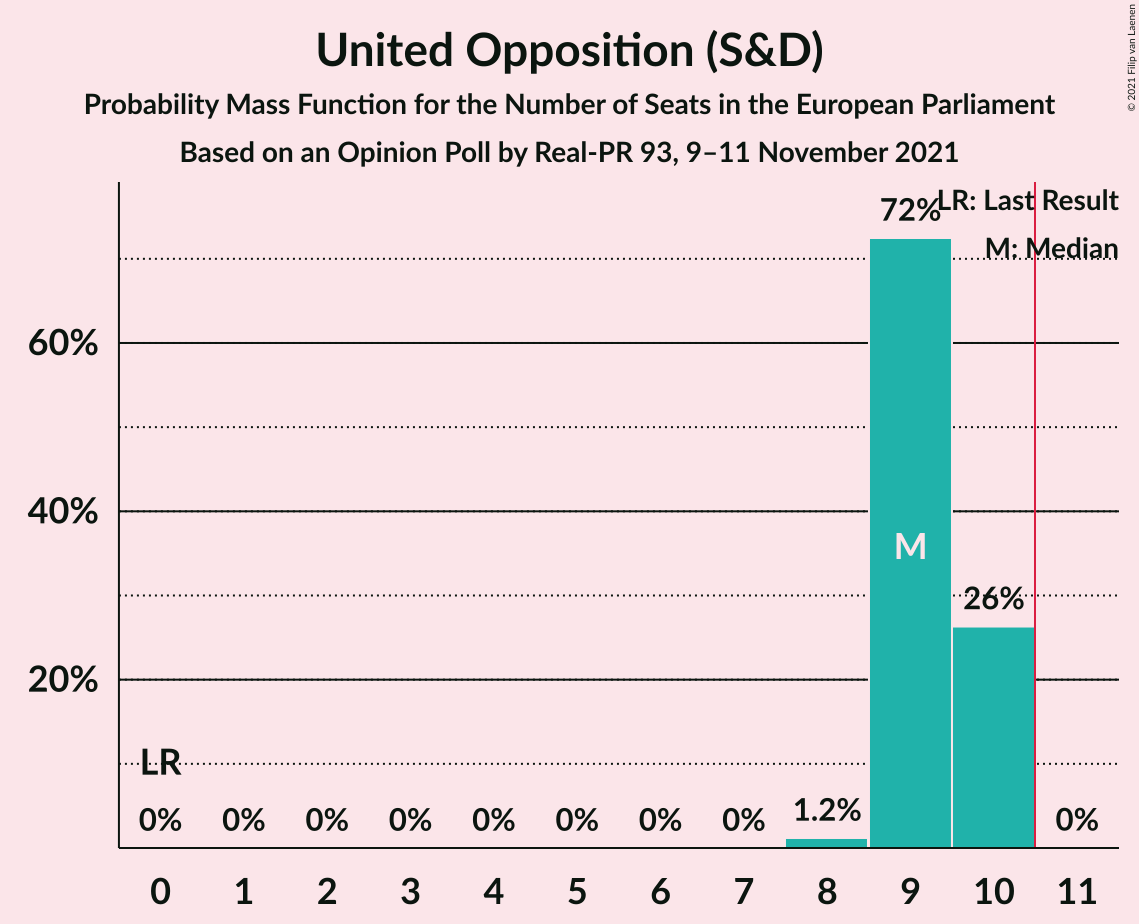 United Opposition (S&D)
Probability Mass Function for the Number of Seats in the European Parliament
Based on an Opinion Poll by Real-PR 93, 9–11 November 2021
© 2021 Filip van Laenen
LR: Last Result
M: Median
72%
60%
40%
M
26%
20%
LR
0% 0% 0% 0% 0% 0% 0% 0% 1.2% 0%
0 1 2 3 4 5 6 7 8 9 10 11